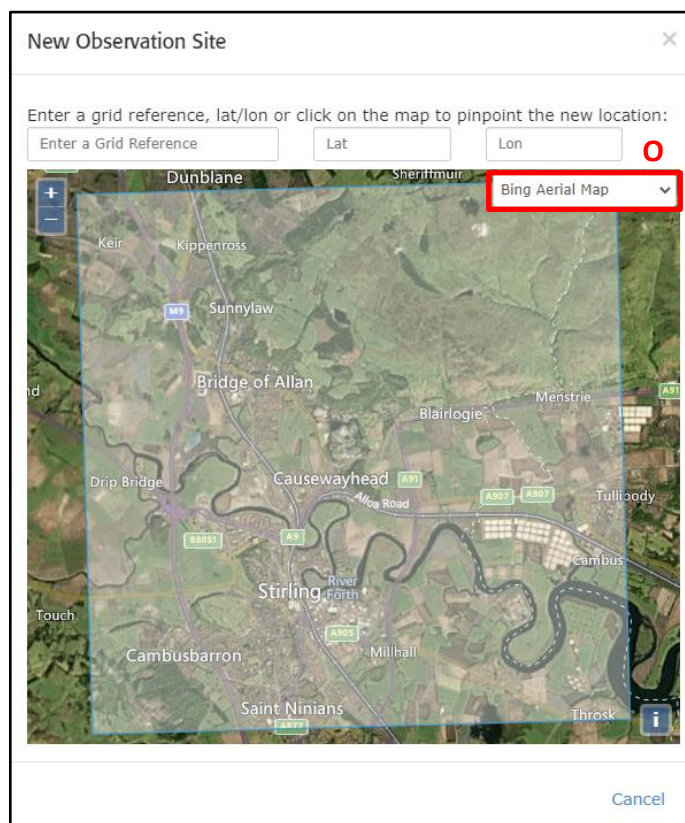 New Observation Site
×
Enter a grid reference, lat/lon or click on the map to pinpoint the new location:
Enter a Grid Reference Lat Lon
O
Bing Aerial Map
+
−
Dunblane
Sheriffmuir
Keir
Kippenross
M9
Sunnylaw
Bridge of Allan
Menstrie
A91
Blairlogie
Drip Bridge
Causewayhead
A91
Alloa Road
A907
A907
Tullibody
B8051
A9
Cambus
Stirling
River
Forth
Touch
A905
Cambusbarron
Millhall
Saint Ninians
Throsk
A872
i
Cancel